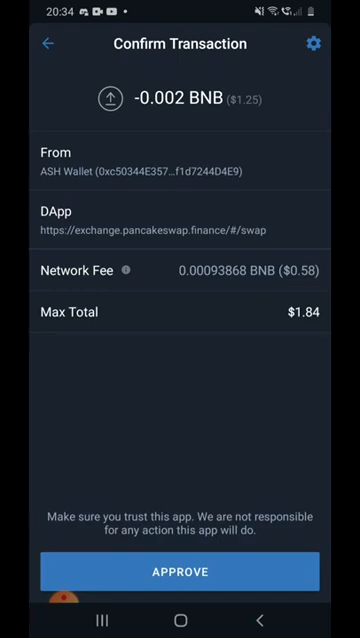 20:34
Confirm Transaction
-0.002 BNB ($1.25)
From
ASH Wallet (0xc50344E357...f1d7244D4E9)
DApp
https://exchange.pancakeswap.finance/#/swap
Network Fee 0.00093868 BNB ($0.58)
Max Total $1.84
Make sure you trust this app. We are not responsible
for any action this app will do.
APPROVE